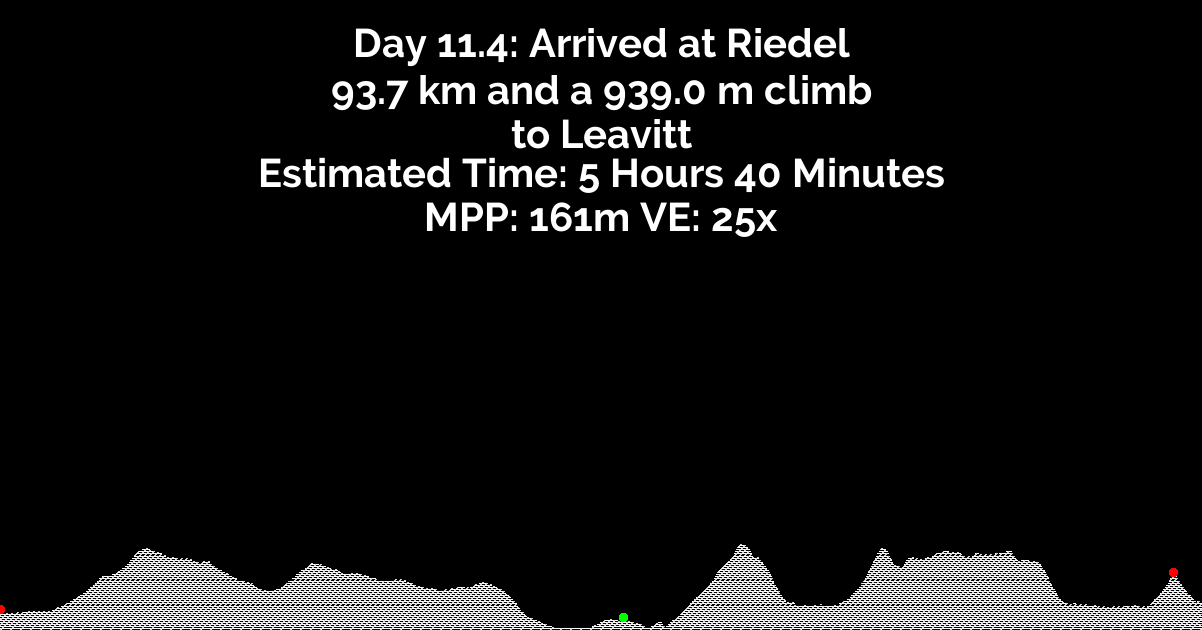 Day 11.4: Arrived at Riedel
93.7 km and a 939.0 m climb
to Leavitt
Estimated Time: 5 Hours 40 Minutes
MPP: 161m VE: 25x